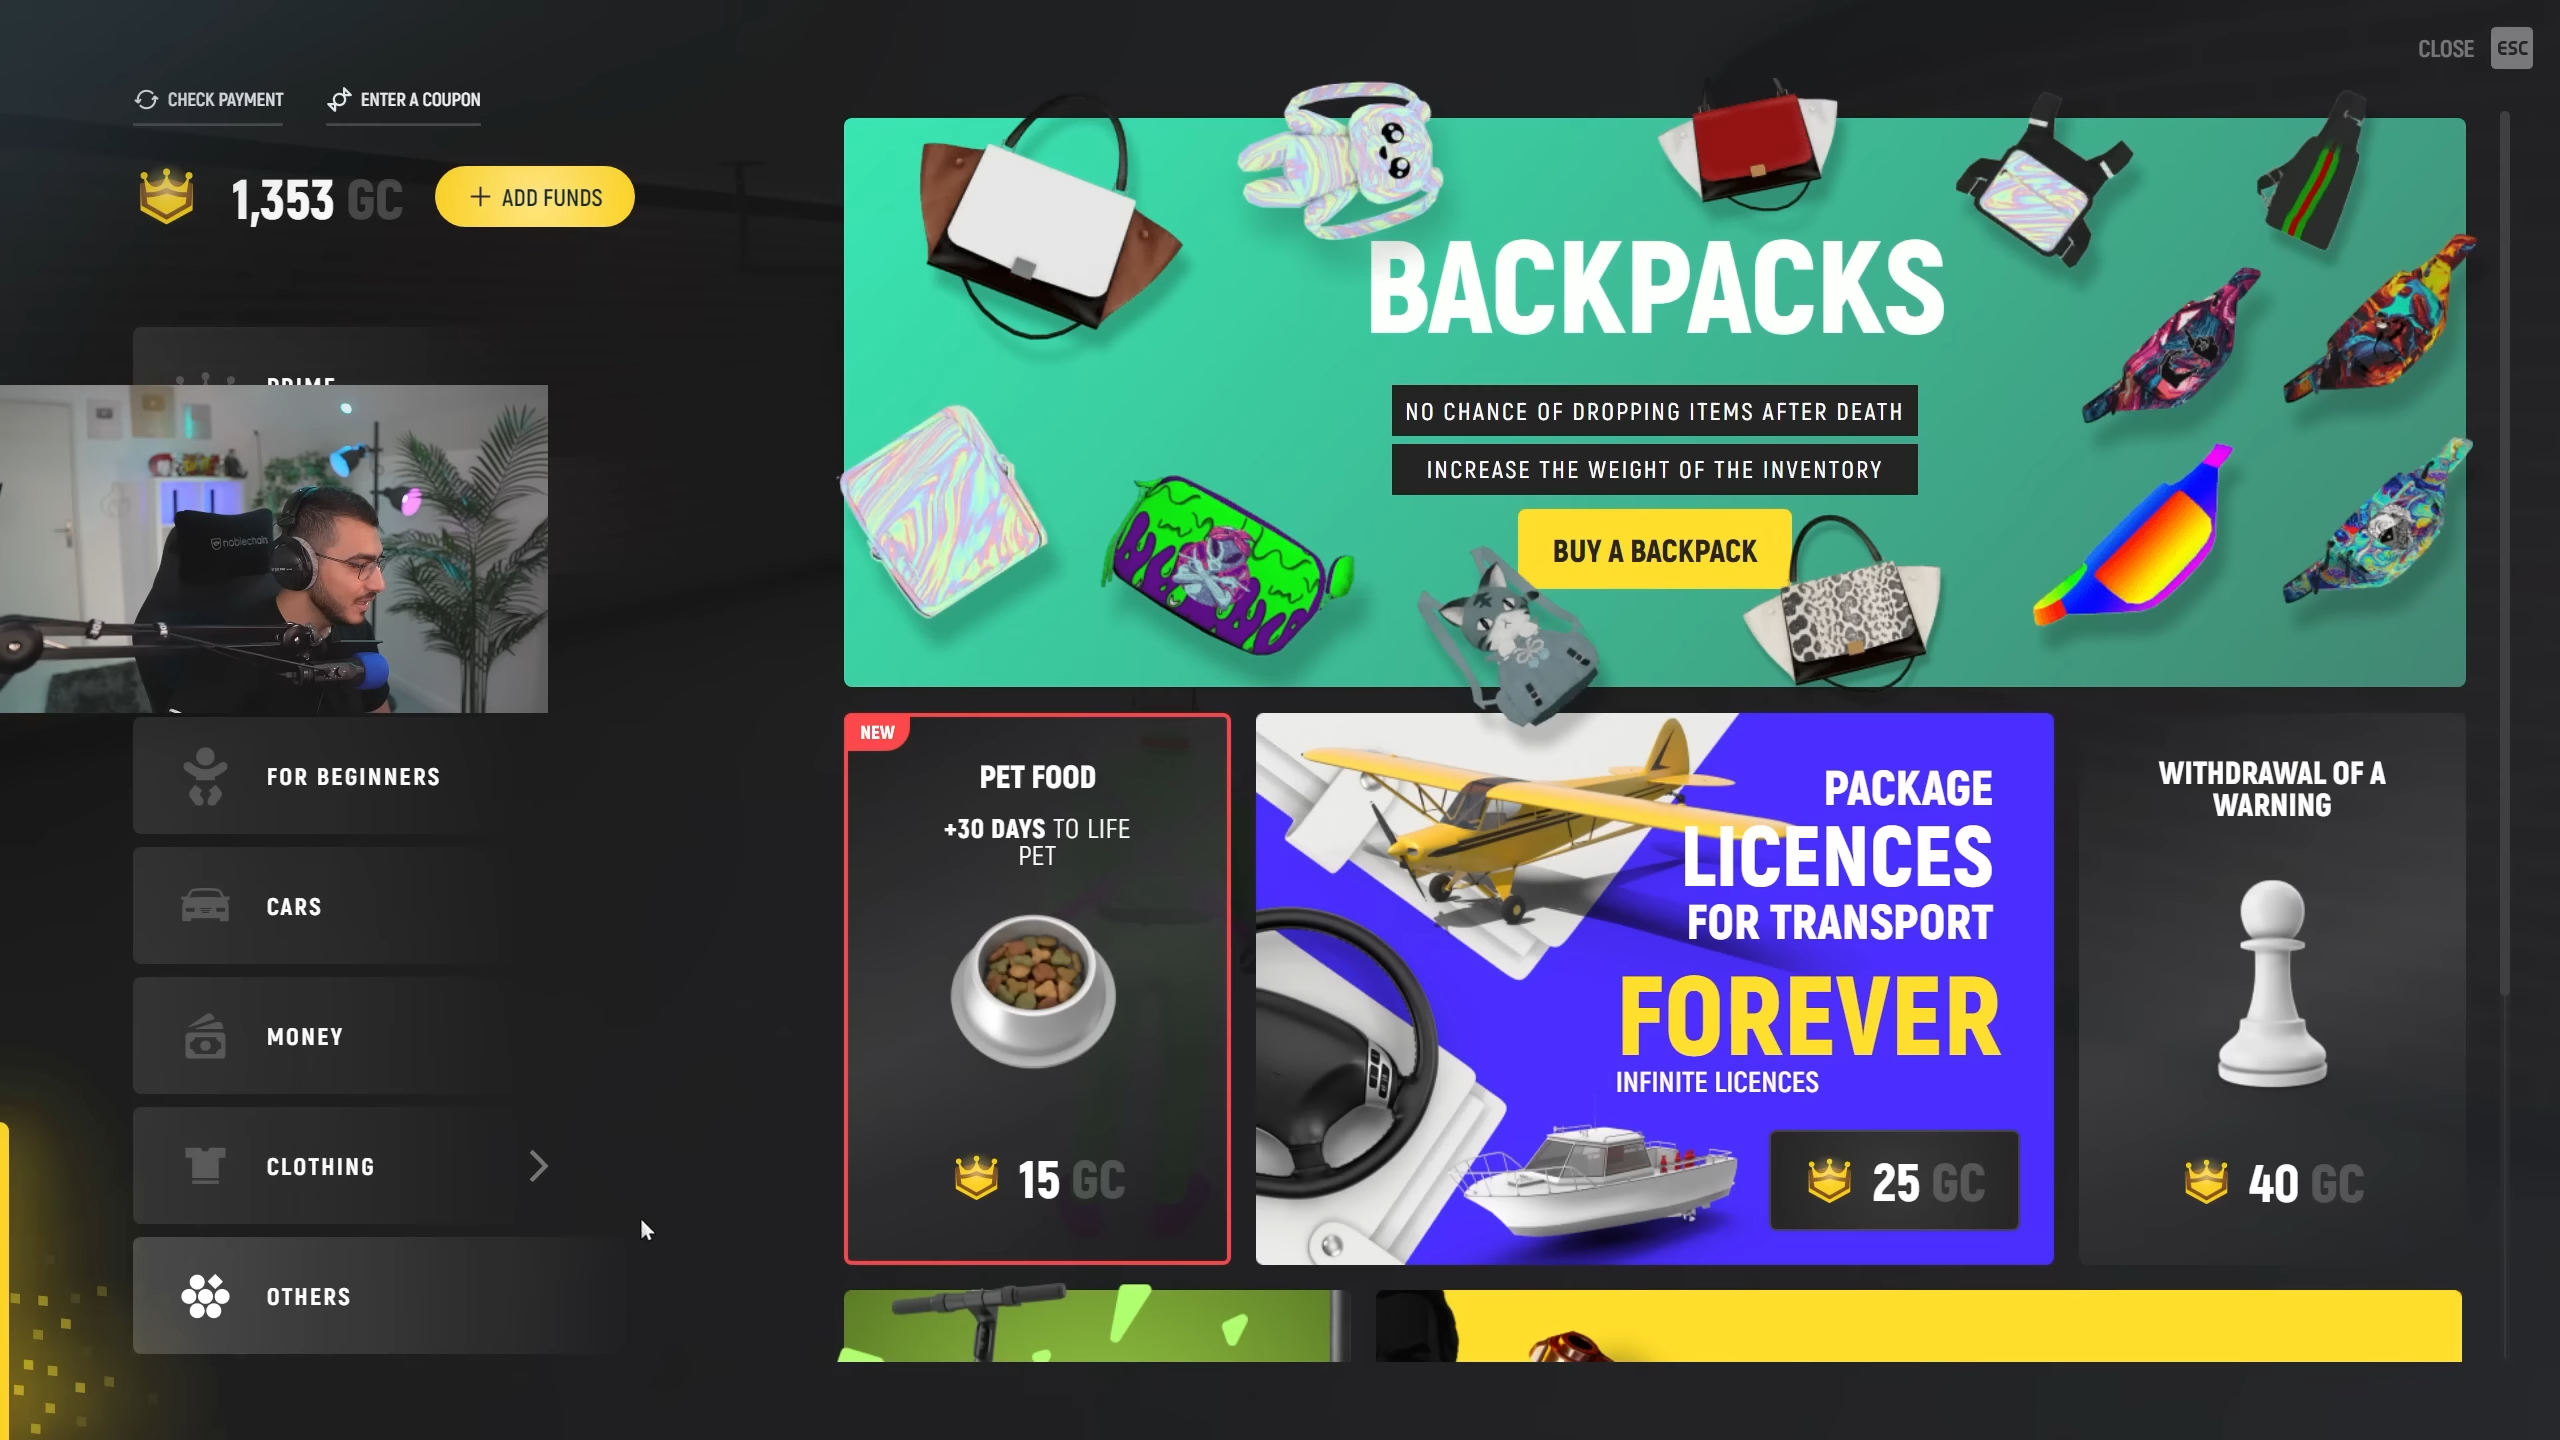 CLOSE ESC
CHECK PAYMENT
ENTER A COUPON
1,353 GC
+ ADD FUNDS
PRIME
noblechairs
FOR BEGINNERS
CARS
MONEY
CLOTHING
OTHERS
BACKPACKS
NO CHANCE OF DROPPING ITEMS AFTER DEATH
INCREASE THE WEIGHT OF THE INVENTORY
BUY A BACKPACK
NEW
PET FOOD
+30 DAYS TO LIFE
PET
15 GC
PACKAGE
LICENCES
FOR TRANSPORT
FOREVER
INFINITE LICENCES
25 GC
WITHDRAWAL OF A
WARNING
40 GC